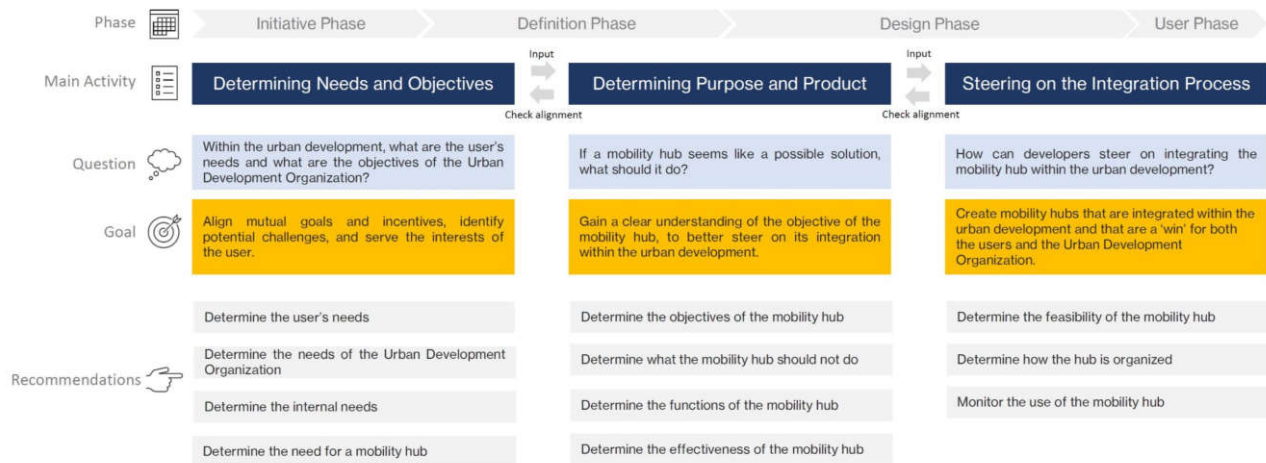 Phase
Initiative Phase
Definition Phase
Design Phase
User Phase
Main Activity
Determining Needs and Objectives
Input
Check alignment
Determining Purpose and Product
Input
Check alignment
Steering on the Integration Process
Question
Within the urban development, what are the user's
needs and what are the objectives of the Urban
Development Organization?
If a mobility hub seems like a possible solution,
what should it do?
How can developers steer on integrating the
mobility hub within the urban development?
Goal
Align mutual goals and incentives, identify
potential challenges, and serve the interests of
the user.
Gain a clear understanding of the objective of the
mobility hub, to better steer on its integration
within the urban development.
Create mobility hubs that are integrated within the
urban development and that are a 'win' for both
the users and the Urban Development
Organization.
Recommendations
Determine the user's needs
Determine the needs of the Urban Development
Organization
Determine the internal needs
Determine the need for a mobility hub
Determine the objectives of the mobility hub
Determine what the mobility hub should not do
Determine the functions of the mobility hub
Determine the effectiveness of the mobility hub
Determine the feasibility of the mobility hub
Determine how the hub is organized
Monitor the use of the mobility hub